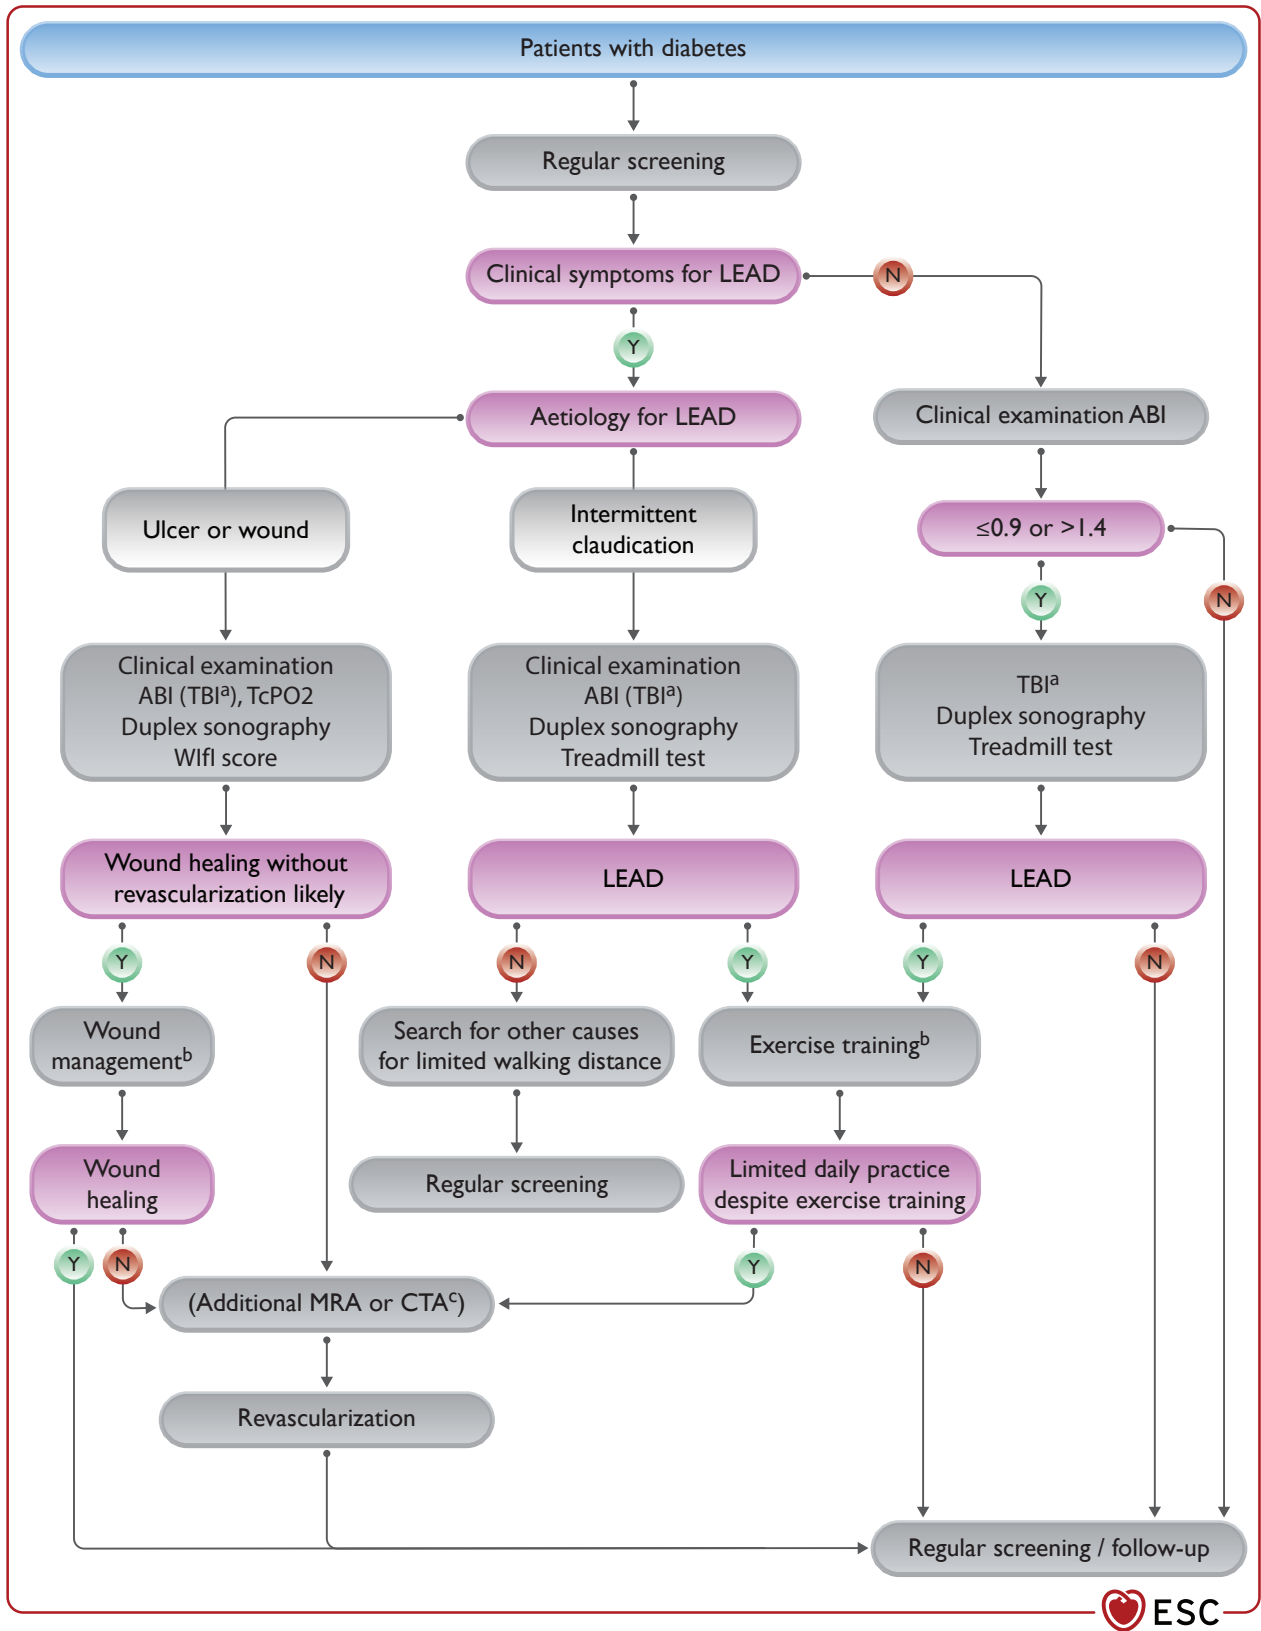 Patients with diabetes
Regular screening
Clinical symptoms for LEAD
N
Y
Aetiology for LEAD
Clinical examination ABI
Ulcer or wound
Intermittent
claudication
≤0.9 or >1.4
Y
N
Clinical examination
ABI (TBIᵃ), TcPO2
Duplex sonography
WIfI score
Clinical examination
ABI (TBIᵃ)
Duplex sonography
Treadmill test
TBIᵃ
Duplex sonography
Treadmill test
Wound healing without
revascularization likely
LEAD
LEAD
Y
N
N
Y
Y
N
Wound
managementᵇ
Search for other causes
for limited walking distance
Exercise trainingᵇ
Wound
healing
Regular screening
Limited daily practice
despite exercise training
Y
N
Y
N
(Additional MRA or CTAᶜ)
Revascularization
Regular screening / follow-up
ESC